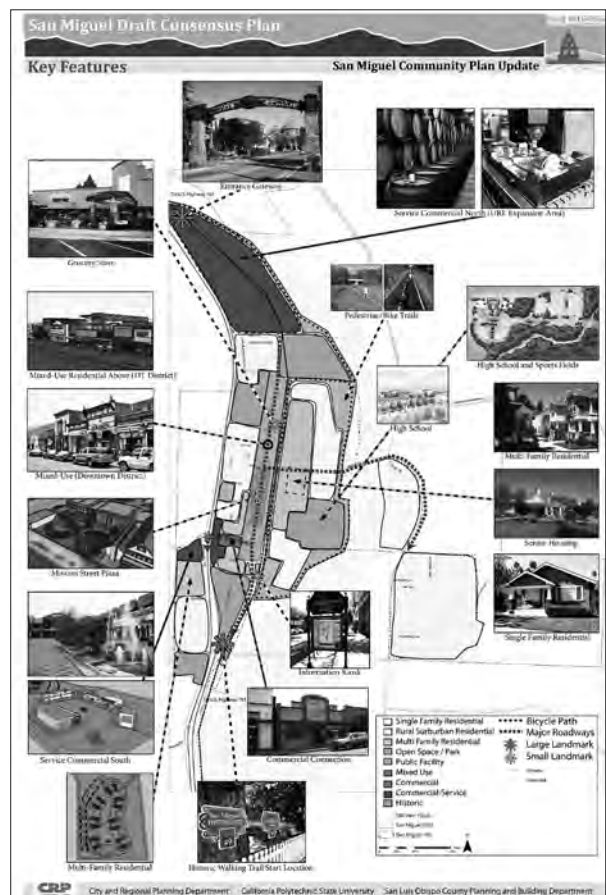 San Miguel Draft Consensus Plan
Key Features
San Miguel Community Plan Update
Entrance Gateway
Service Commercial North (URL Expansion Area)
Grocery Store
Pedestrian/Bike Trails
High School and Sports Fields
Mixed-Use Residential Above (DT District)
High School
Multi-Family Residential
Mixed-Use (Downtown District)
Senior Housing
Mission Street Plaza
Single Family Residential
Information Kiosk
Service Commercial South
Commercial Connection
Multi-Family Residential
Historic Walking Trail Start Location
Single Family Residential
Rural Surburban Residential
Multi Family Residential
Open Space / Park
Public Facility
Mixed Use
Commercial
Commercial-Service
Historic
Bicycle Path
Major Roadways
Large Landmark
Small Landmark
CRP
City and Regional Planning Department
California Polytechnic State University
San Luis Obispo County Planning and Building Department